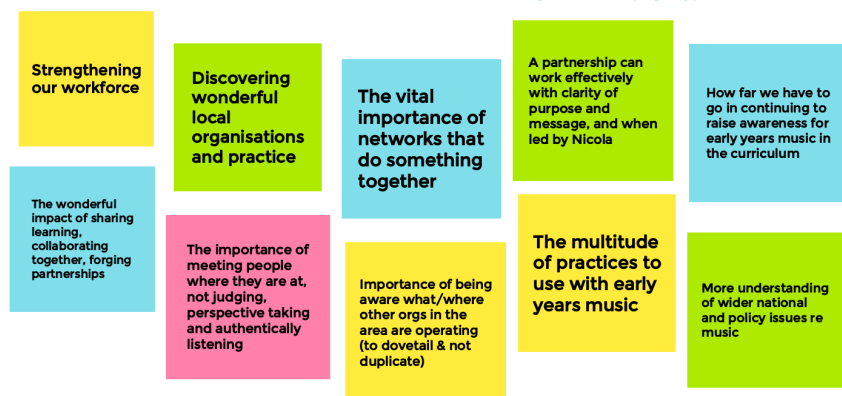 Strengthening
our workforce
Discovering
wonderful
local
organisations
and practice
The vital
importance of
networks that
do something
together
A partnership can
work effectively
with clarity of
purpose and
message, and when
led by Nicola
How far we have to
go in continuing to
raise awareness for
early years music in
the curriculum
The wonderful
impact of sharing
learning,
collaborating
together, forging
partnerships
The importance of
meeting people
where they are at,
not judging,
perspective taking
and authentically
listening
Importance of being
aware what/where
other orgs in the
area are operating
(to dovetail & not
duplicate)
The multitude
of practices to
use with early
years music
More understanding
of wider national
and policy issues re
music